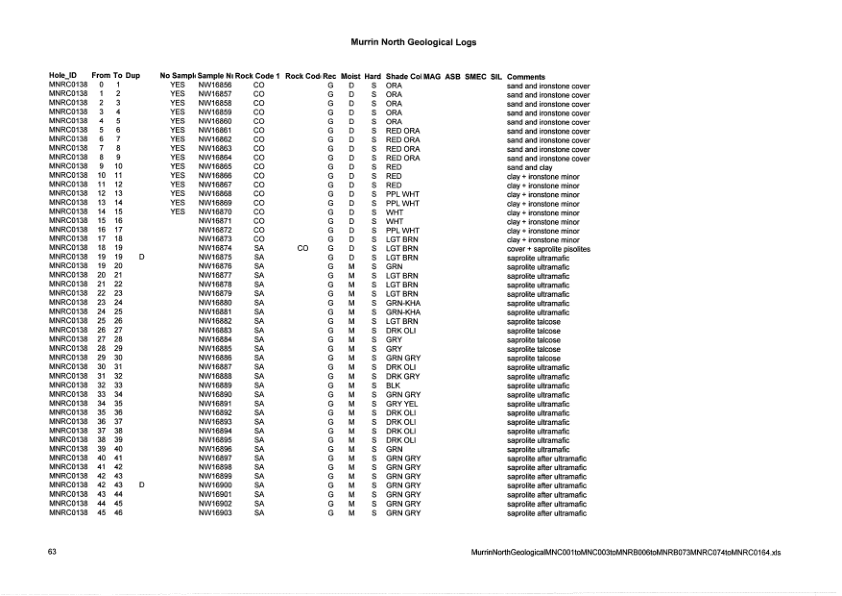 Murrin North Geological Logs
Hole_ID From To Dup No Sampl Sample N Rock Code 1 Rock Cod Rec Moist Hard Shade Col MAG ASB SMEC SIL Comments
MNRC0138 0 1 YES NW16856 CO G D S ORA sand and ironstone cover
MNRC0138 1 2 YES NW16857 CO G D S ORA sand and ironstone cover
MNRC0138 2 3 YES NW16858 CO G D S ORA sand and ironstone cover
MNRC0138 3 4 YES NW16859 CO G D S ORA sand and ironstone cover
MNRC0138 4 5 YES NW16860 CO G D S ORA sand and ironstone cover
MNRC0138 5 6 YES NW16861 CO G D S RED ORA sand and ironstone cover
MNRC0138 6 7 YES NW16862 CO G D S RED ORA sand and ironstone cover
MNRC0138 7 8 YES NW16863 CO G D S RED ORA sand and ironstone cover
MNRC0138 8 9 YES NW16864 CO G D S RED ORA sand and ironstone cover
MNRC0138 9 10 YES NW16865 CO G D S RED sand and clay
MNRC0138 10 11 YES NW16866 CO G D S RED clay + ironstone minor
MNRC0138 11 12 YES NW16867 CO G D S RED clay + ironstone minor
MNRC0138 12 13 YES NW16868 CO G D S PPL WHT clay + ironstone minor
MNRC0138 13 14 YES NW16869 CO G D S PPL WHT clay + ironstone minor
MNRC0138 14 15 YES NW16870 CO G D S WHT clay + ironstone minor
MNRC0138 15 16 NW16871 CO G D S WHT clay + ironstone minor
MNRC0138 16 17 NW16872 CO G D S PPL WHT clay + ironstone minor
MNRC0138 17 18 NW16873 CO G D S LGT BRN clay + ironstone minor
MNRC0138 18 19 NW16874 SA CO G D S LGT BRN cover + saprolite pisolites
MNRC0138 19 19 D NW16875 SA G D S LGT BRN saprolite ultramafic
MNRC0138 19 20 NW16876 SA G M S GRN saprolite ultramafic
MNRC0138 20 21 NW16877 SA G M S LGT BRN saprolite ultramafic
MNRC0138 21 22 NW16878 SA G M S LGT BRN saprolite ultramafic
MNRC0138 22 23 NW16879 SA G M S LGT BRN saprolite ultramafic
MNRC0138 23 24 NW16880 SA G M S GRN-KHA saprolite ultramafic
MNRC0138 24 25 NW16881 SA G M S GRN-KHA saprolite ultramafic
MNRC0138 25 26 NW16882 SA G M S LGT BRN saprolite talcose
MNRC0138 26 27 NW16883 SA G M S DRK OLI saprolite talcose
MNRC0138 27 28 NW16884 SA G M S GRY saprolite talcose
MNRC0138 28 29 NW16885 SA G M S GRY saprolite talcose
MNRC0138 29 30 NW16886 SA G M S GRN GRY saprolite talcose
MNRC0138 30 31 NW16887 SA G M S DRK OLI saprolite ultramafic
MNRC0138 31 32 NW16888 SA G M S DRK GRY saprolite ultramafic
MNRC0138 32 33 NW16889 SA G M S BLK saprolite ultramafic
MNRC0138 33 34 NW16890 SA G M S GRN GRY saprolite ultramafic
MNRC0138 34 35 NW16891 SA G M S GRY YEL saprolite ultramafic
MNRC0138 35 36 NW16892 SA G M S DRK OLI saprolite ultramafic
MNRC0138 36 37 NW16893 SA G M S DRK OLI saprolite ultramafic
MNRC0138 37 38 NW16894 SA G M S DRK OLI saprolite ultramafic
MNRC0138 38 39 NW16895 SA G M S DRK OLI saprolite ultramafic
MNRC0138 39 40 NW16896 SA G M S GRN saprolite ultramafic
MNRC0138 40 41 NW16897 SA G M S GRN GRY saprolite after ultramafic
MNRC0138 41 42 NW16898 SA G M S GRN GRY saprolite after ultramafic
MNRC0138 42 43 NW16899 SA G M S GRN GRY saprolite after ultramafic
MNRC0138 42 43 D NW16900 SA G M S GRN GRY saprolite after ultramafic
MNRC0138 43 44 NW16901 SA G M S GRN GRY saprolite after ultramafic
MNRC0138 44 45 NW16902 SA G M S GRN GRY saprolite after ultramafic
MNRC0138 45 46 NW16903 SA G M S GRN GRY saprolite after ultramafic
63 MurrinNorthGeologicalMNC001toMNC003toMNRB006toMNRB073MNRC074toMNRC0164.xls